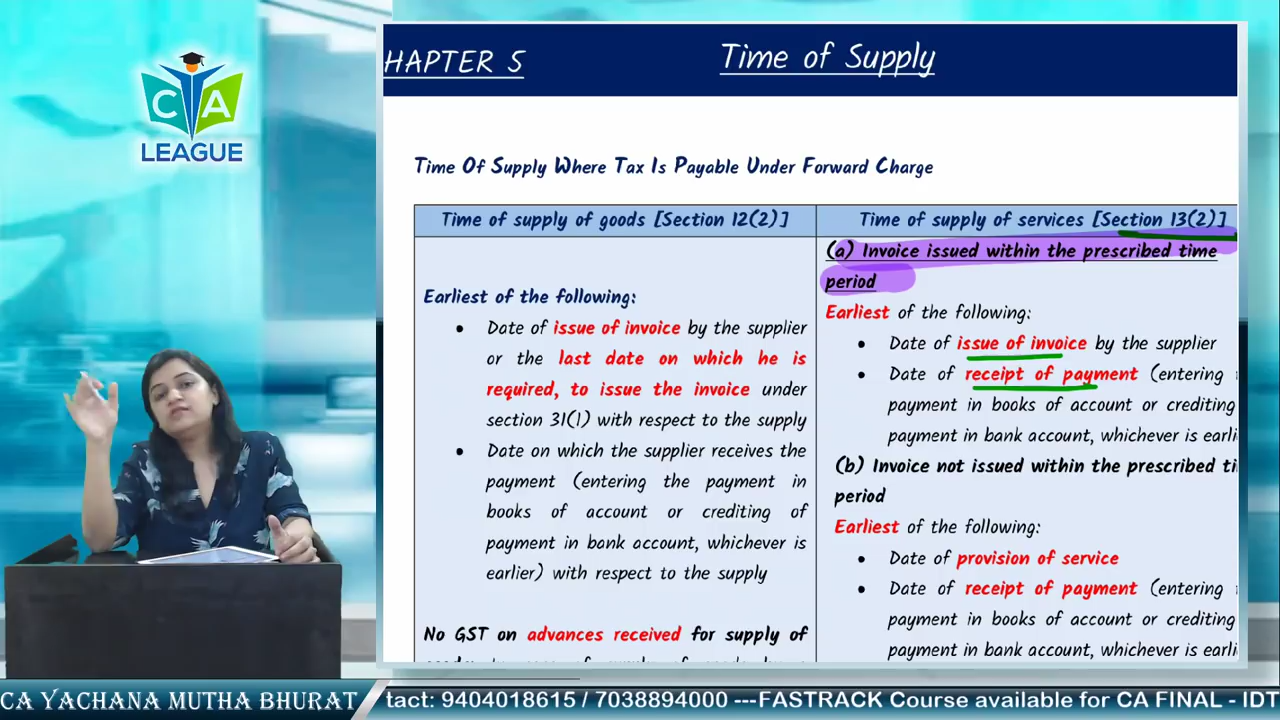 HAPTER 5
Time of Supply
CA
LEAGUE
Time Of Supply Where Tax Is Payable Under Forward Charge
Time of supply of goods [Section 12(2)]
Earliest of the following:
• Date of issue of invoice by the supplier
or the last date on which he is
required, to issue the invoice under
section 31(1) with respect to the supply
• Date on which the supplier receives the
payment (entering the payment in
books of account or crediting of
payment in bank account, whichever is
earlier) with respect to the supply
No GST on advances received for supply of
Time of supply of services [Section 13(2)]
(a) Invoice issued within the prescribed time
period
Earliest of the following:
• Date of issue of invoice by the supplier
• Date of receipt of payment (entering
payment in books of account or crediting
payment in bank account, whichever is earli
(b) Invoice not issued within the prescribed ti
period
Earliest of the following:
• Date of provision of service
• Date of receipt of payment (entering
payment in books of account or crediting
payment in bank account, whichever is earli
CA YACHANA MUTHA BHURAT
tact: 9404018615 / 7038894000 ---FASTRACK Course available for CA FINAL - IDT